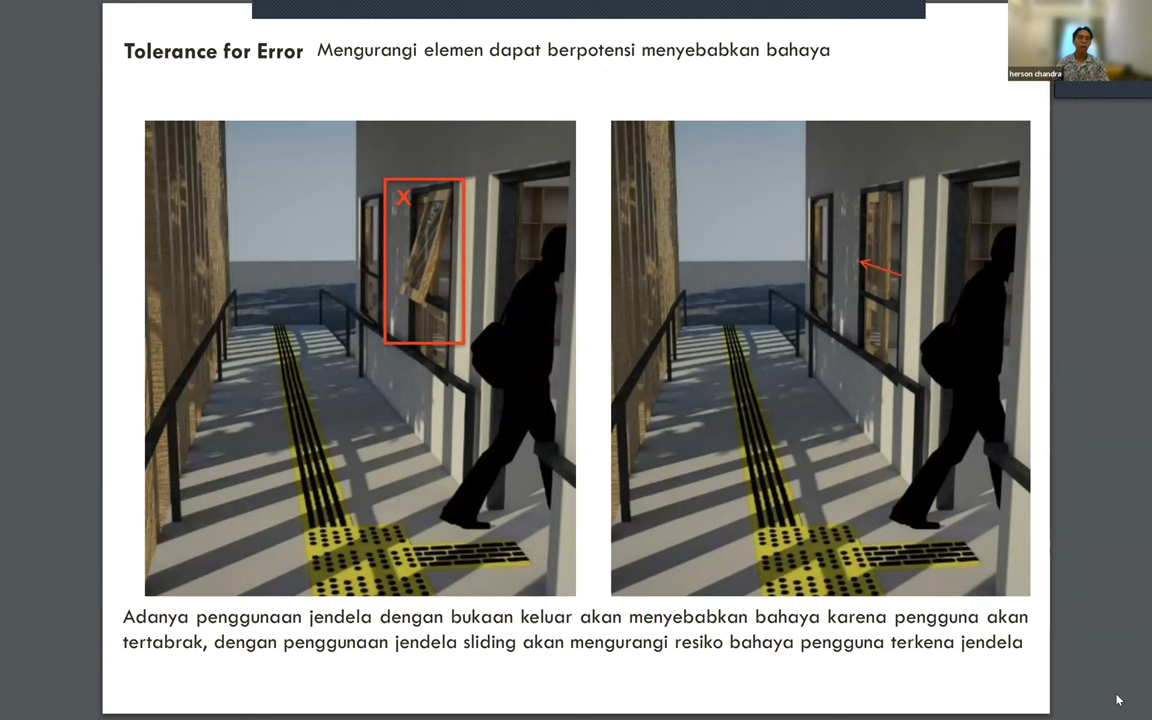 Tolerance for Error Mengurangi elemen dapat berpotensi menyebabkan bahaya
herson chandra
X
Adanya penggunaan jendela dengan bukaan keluar akan menyebabkan bahaya karena pengguna akan
tertabrak, dengan penggunaan jendela sliding akan mengurangi resiko bahaya pengguna terkena jendela